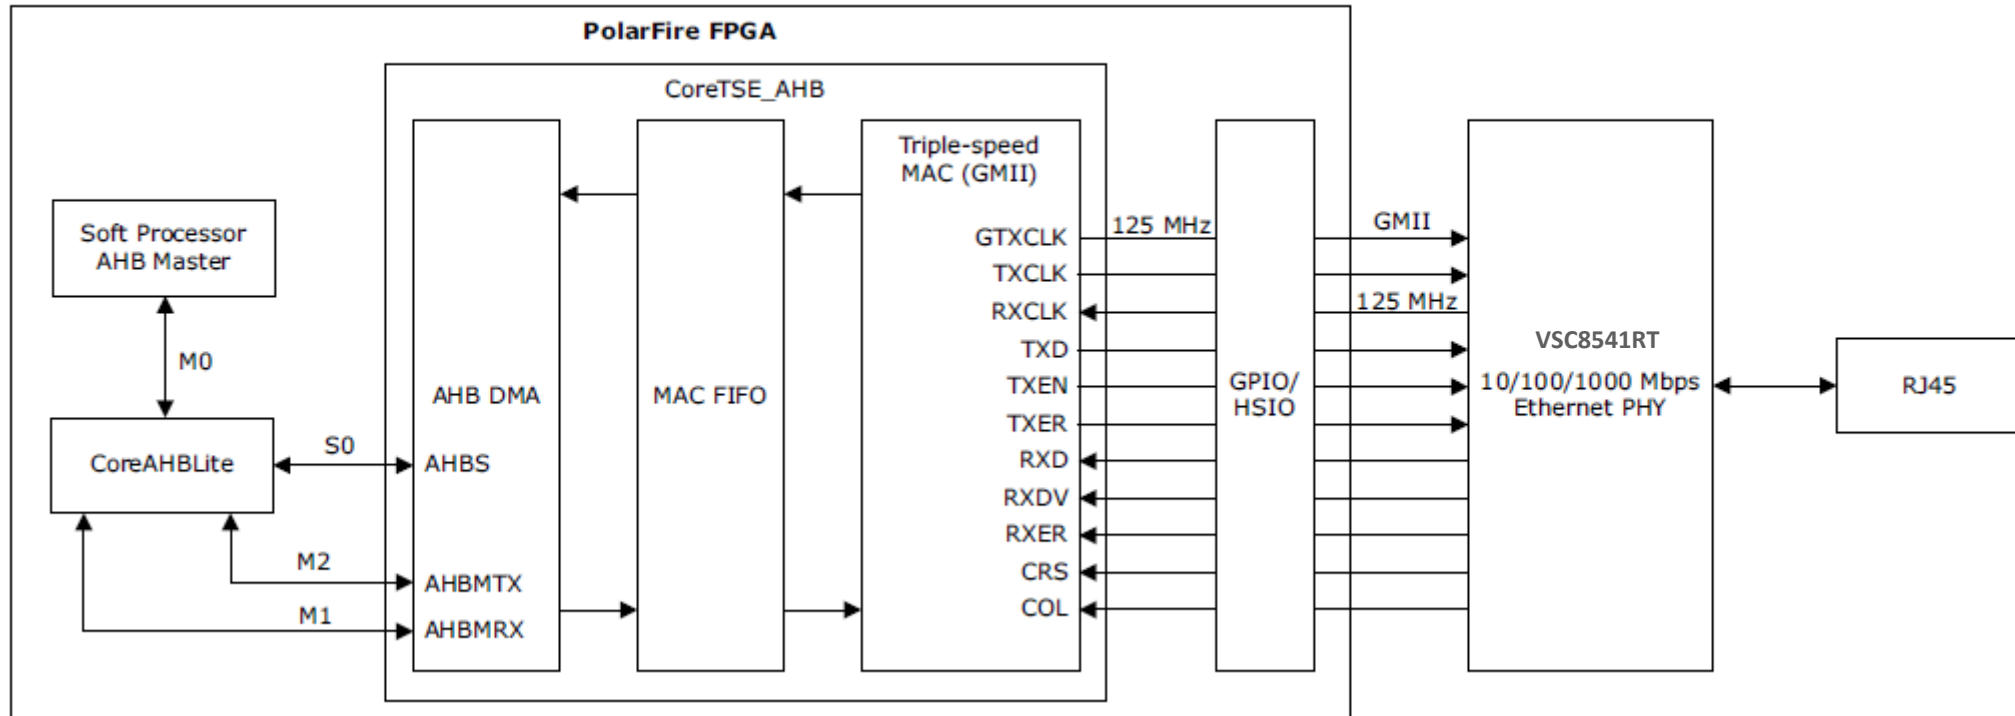 PolarFire FPGA
CoreTSE_AHB
Soft Processor
AHB Master
M0
CoreAHBLite
S0
M2
M1
AHB DMA
AHBS
AHBMTX
AHBMRX
MAC FIFO
Triple-speed
MAC (GMII)
GTXCLK
TXCLK
RXCLK
TXD
TXEN
TXER
RXD
RXDV
RXER
CRS
COL
125 MHz
GPIO/
HSIO
GMII
125 MHz
VSC8541RT
10/100/1000 Mbps
Ethernet PHY
RJ45